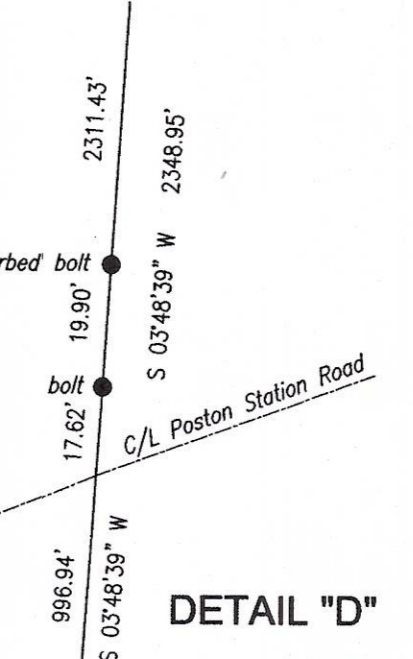 2311.43'
S 03°48'39" W 2348.95'
bolt
19.90'
bolt
17.62'
C/L Poston Station Road
996.94'
S 03°48'39" W
DETAIL "D"